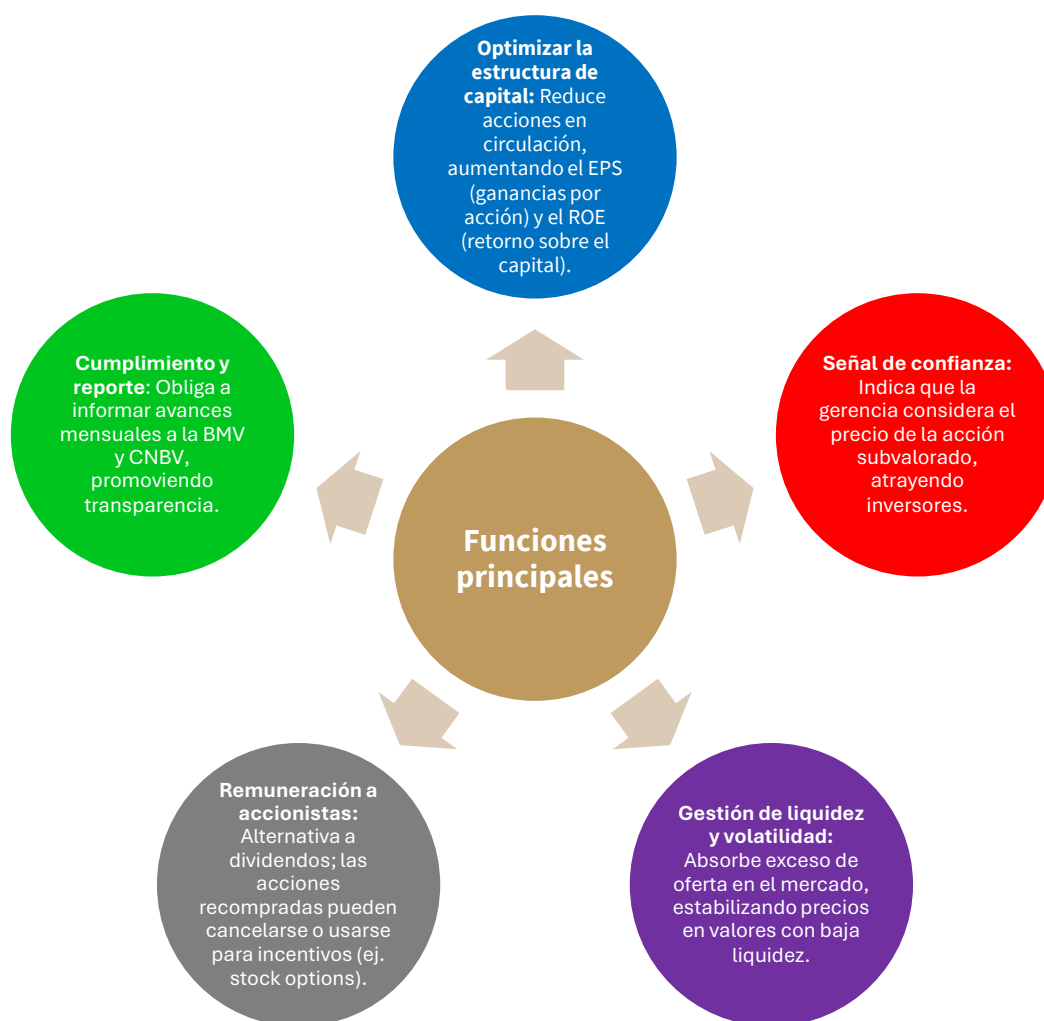 Optimizar la
estructura de
capital: Reduce
acciones en
circulación,
aumentando el EPS
(ganancias por
acción) y el ROE
(retorno sobre el
capital).
Cumplimiento y
reporte: Obliga a
informar avances
mensuales a la BMV
y CNBV,
promoviendo
transparencia.
Señal de confianza:
Indica que la
gerencia considera el
precio de la acción
subvalorado,
atrayendo
inversores.
Funciones
principales
Remuneración a
accionistas:
Alternativa a
dividendos; las
acciones
recompradas pueden
cancelarse o usarse
para incentivos (ej.
stock options).
Gestión de liquidez
y volatilidad:
Absorbe exceso de
oferta en el mercado,
estabilizando precios
en valores con baja
liquidez.